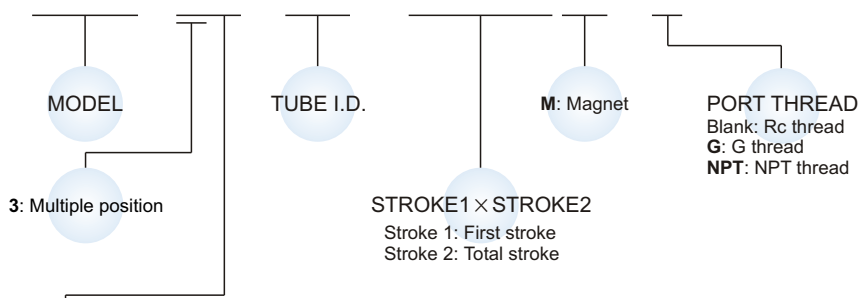 MODEL
TUBE I.D.
M: Magnet
PORT THREAD
Blank: Rc thread
G: G thread
NPT: NPT thread
3: Multiple position
STROKE1×STROKE2
Stroke 1: First stroke
Stroke 2: Total stroke